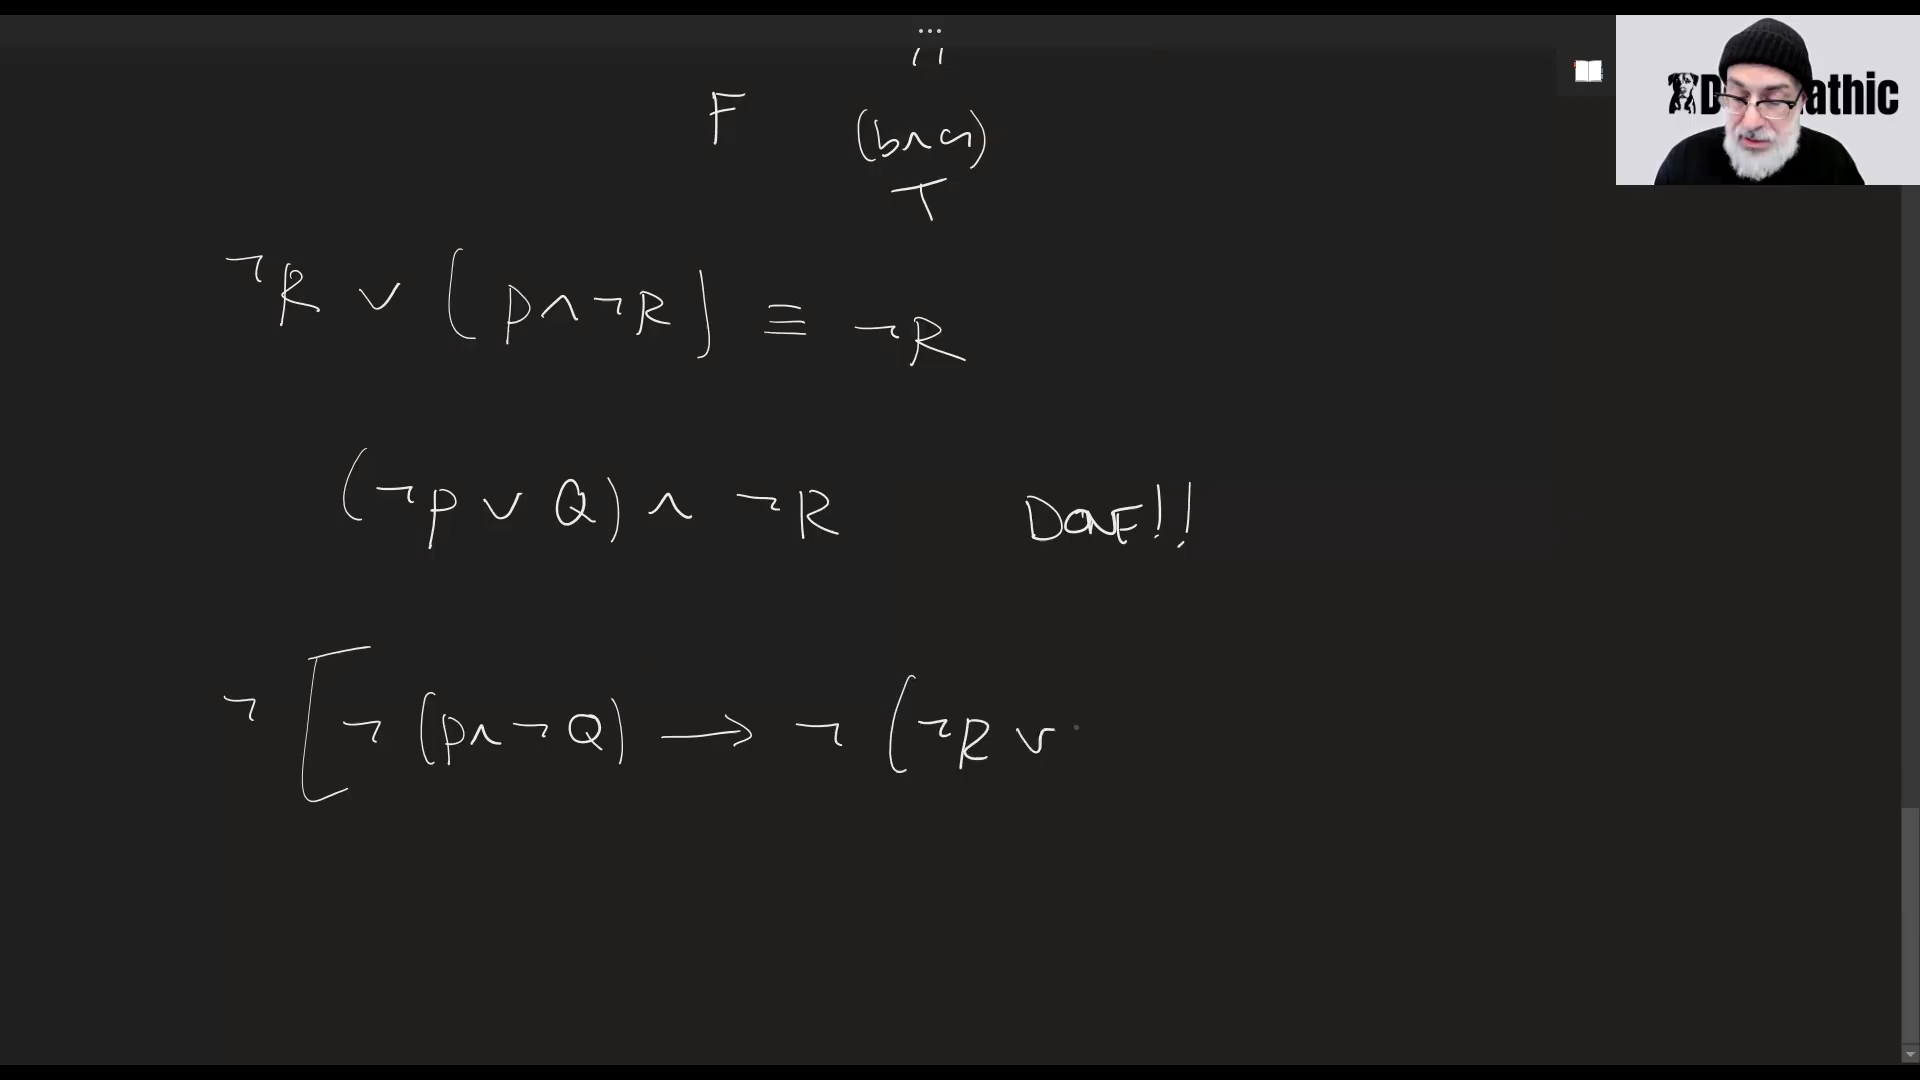 F
(b∧a)
T
¬R ∨ (P∧¬R) ≡ ¬R
(¬P ∨ Q) ∧ ¬R DONE!!
¬[¬(P∧¬Q) → ¬(¬R ∨